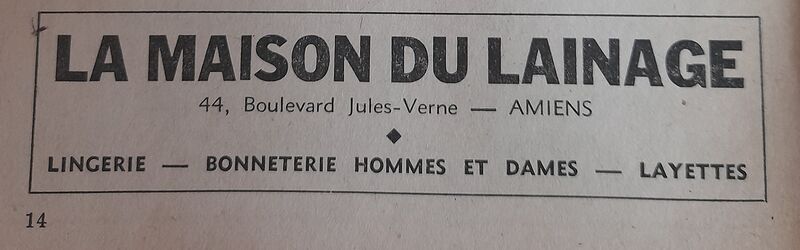 LA MAISON DU LAINAGE
44, Boulevard Jules-Verne — AMIENS
◆
LINGERIE — BONNETERIE HOMMES ET DAMES — LAYETTES
14